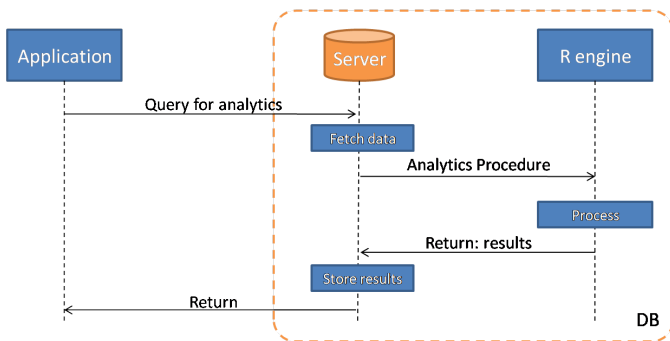 Application
Server
R engine
Query for analytics
Fetch data
Analytics Procedure
Process
Return: results
Store results
Return
DB